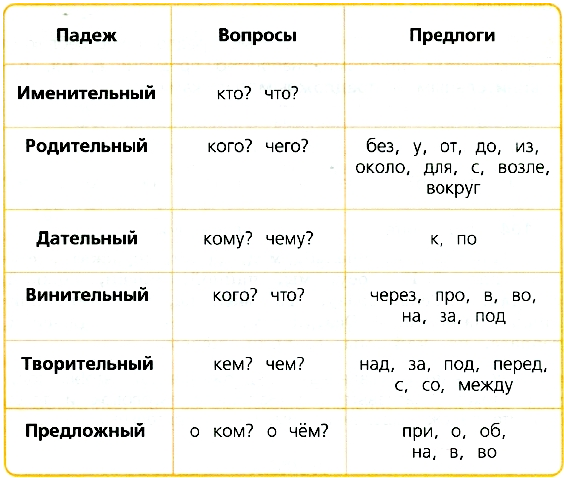 Падеж Вопросы Предлоги
Именительный кто? что?
Родительный кого? чего? без, у, от, до, из,
около, для, с, возле,
вокруг
Дательный кому? чему? к, по
Винительный кого? что? через, про, в, во,
на, за, под
Творительный кем? чем? над, за, под, перед,
с, со, между
Предложный о ком? о чём? при, о, об,
на, в, во